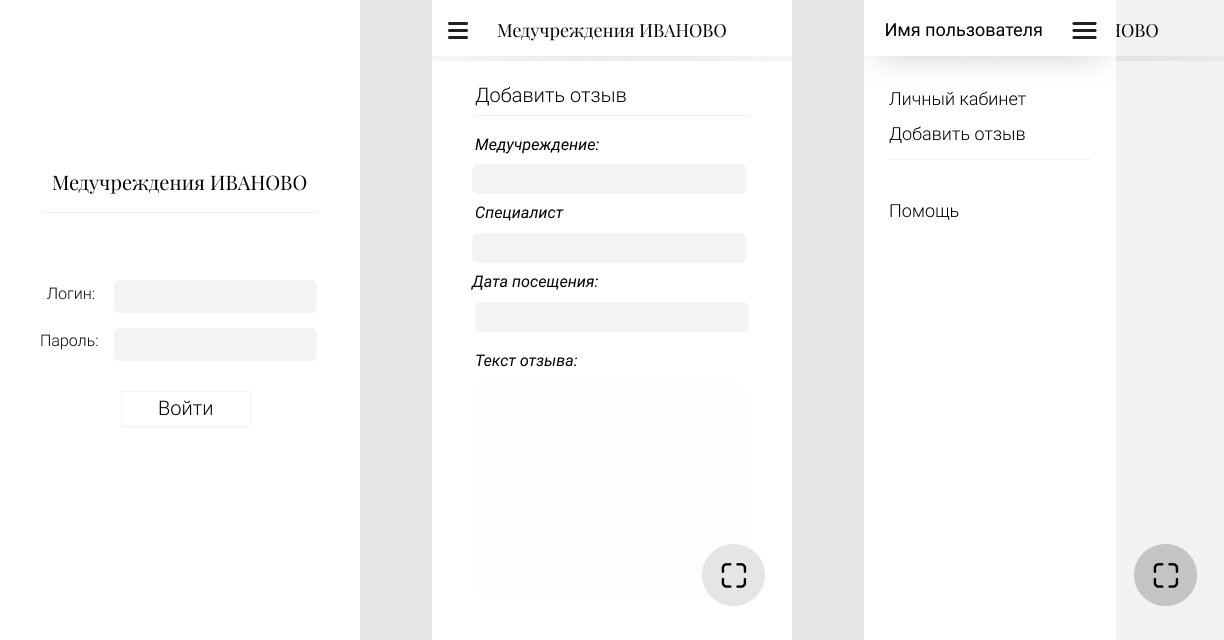 Медучреждения ИВАНОВО
Логин:
Пароль:
Войти
Медучреждения ИВАНОВО
Добавить отзыв
Медучреждение:
Специалист
Дата посещения:
Текст отзыва:
Имя пользователя
НОВО
Личный кабинет
Добавить отзыв
Помощь